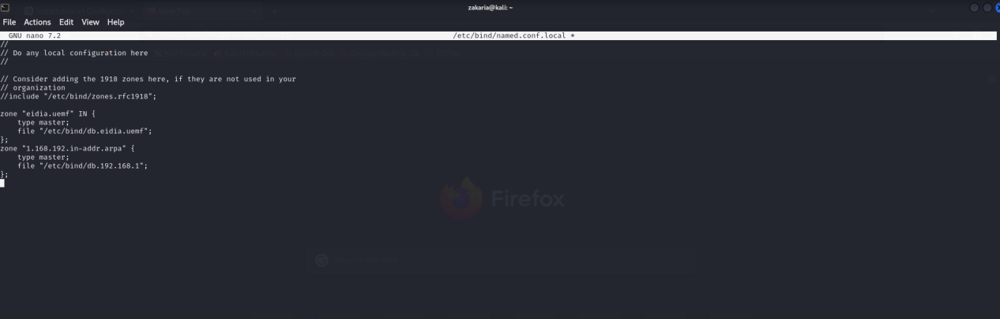 zakaria@kali: ~
File Actions Edit View Help
GNU nano 7.2 /etc/bind/named.conf.local *
//
// Do any local configuration here
//
// Consider adding the 1918 zones here, if they are not used in your
// organization
//include "/etc/bind/zones.rfc1918";
zone "eidia.uemf" IN {
    type master;
    file "/etc/bind/db.eidia.uemf";
};
zone "1.168.192.in-addr.arpa" {
    type master;
    file "/etc/bind/db.192.168.1";
};
Firefox